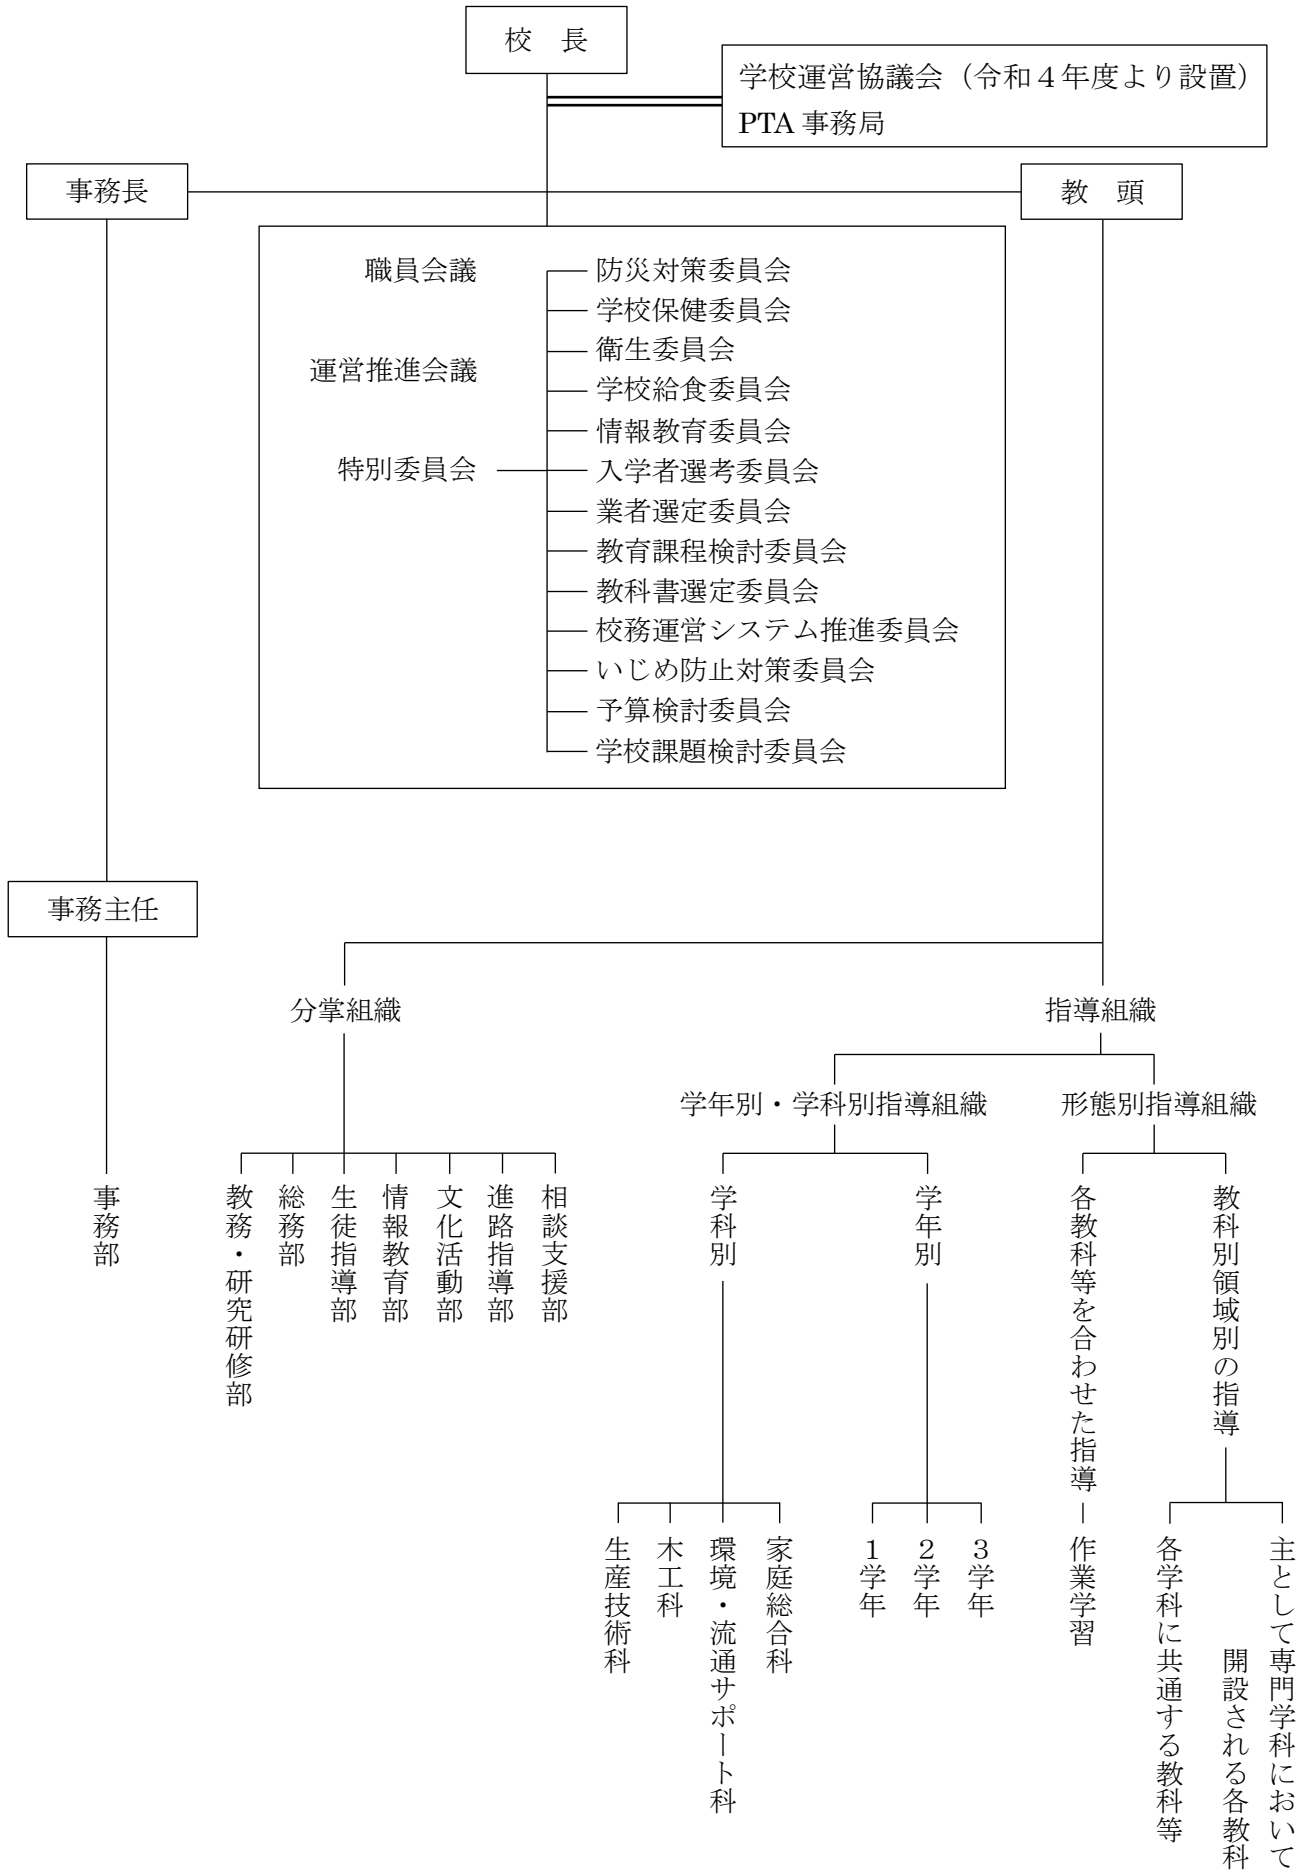 校　長
学校運営協議会（令和４年度より設置）
PTA 事務局
事務長
教　頭
職員会議
運営推進会議
特別委員会
防災対策委員会
学校保健委員会
衛生委員会
学校給食委員会
情報教育委員会
入学者選考委員会
業者選定委員会
教育課程検討委員会
教科書選定委員会
校務運営システム推進委員会
いじめ防止対策委員会
予算検討委員会
学校課題検討委員会
事務主任
分掌組織
指導組織
学年別・学科別指導組織
形態別指導組織
事務部
教務・研究研修部
総務部
生徒指導部
情報教育部
文化活動部
進路指導部
相談支援部
学科別
学年別
各教科等を合わせた指導
教科別領域別の指導
生産技術科
木工科
環境・流通サポート科
家庭総合科
１学年
２学年
３学年
作業学習
各学科に共通する教科等
主として専門学科において
開設される各教科